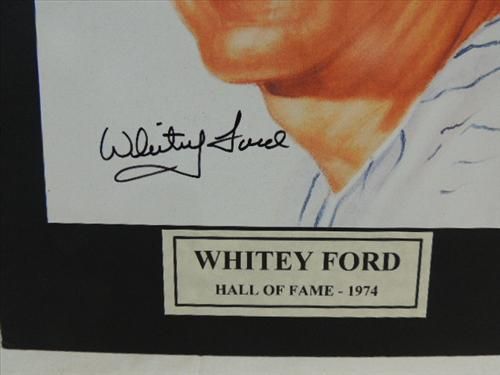 Whitey Ford
WHITEY FORD
HALL OF FAME - 1974